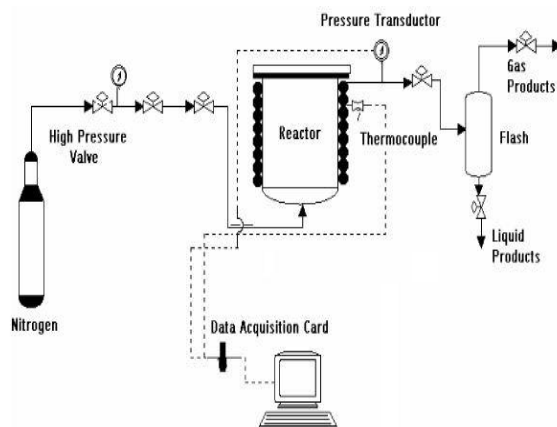 Pressure Transductor
Gas
Products
High Pressure
Valve
Reactor
Thermocouple
Flash
Liquid
Products
Nitrogen
Data Acquisition Card